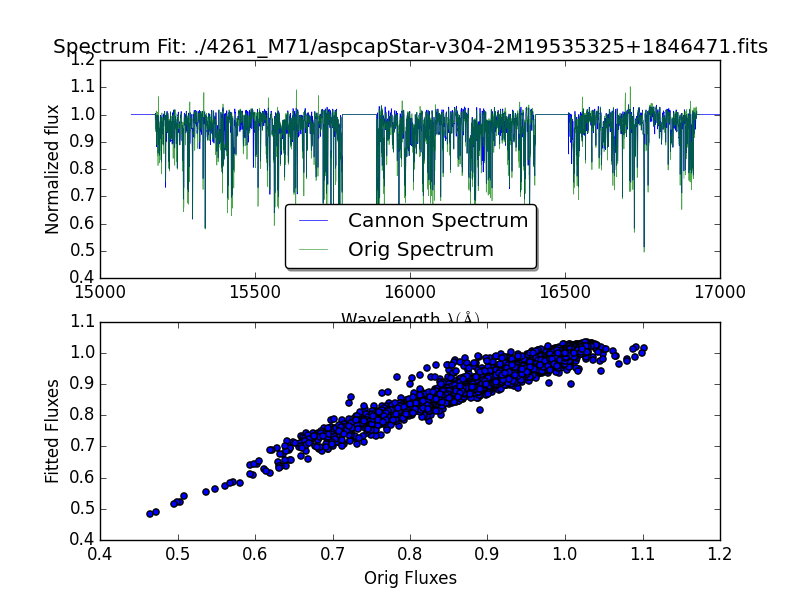 Spectrum Fit: ./4261_M71/aspcapStar-v304-2M19535325+1846471.fits
Normalized flux
1.2
1.1
1.0
0.9
0.8
0.7
0.6
0.5
0.4
Cannon Spectrum
Orig Spectrum
15000 15500 16000 16500 17000
Wavelength λ(Å)
Fitted Fluxes
1.1
1.0
0.9
0.8
0.7
0.6
0.5
0.4
0.4 0.5 0.6 0.7 0.8 0.9 1.0 1.1 1.2
Orig Fluxes